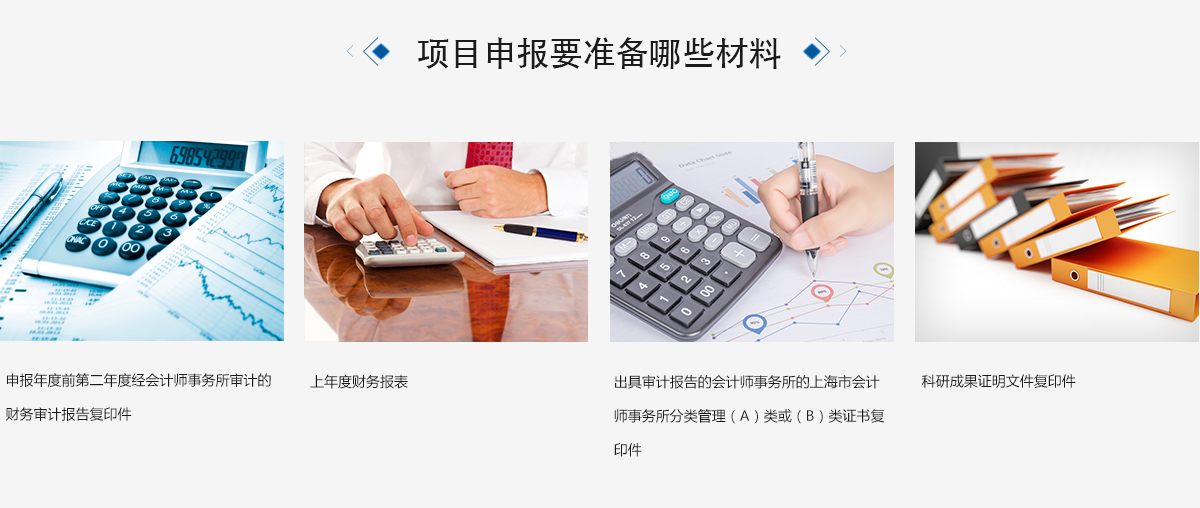 项目申报要准备哪些材料
申报年度前第二年度经会计师事务所审计的
财务审计报告复印件
上年度财务报表
出具审计报告的会计师事务所的上海市会计
师事务所分类管理（A）类或（B）类证书复
印件
科研成果证明文件复印件